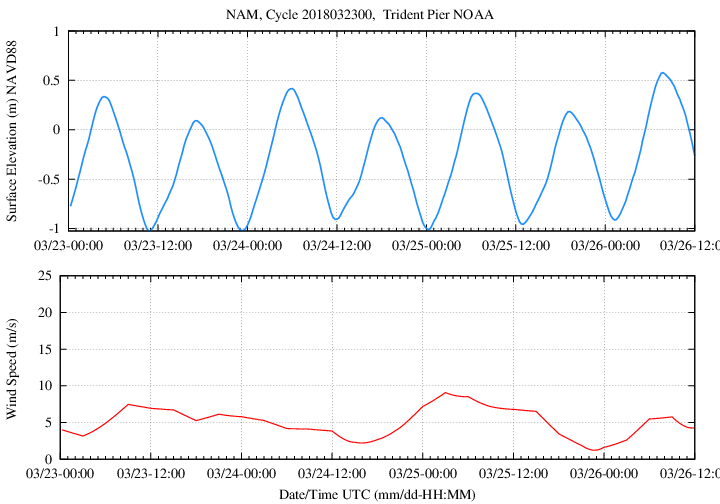 NAM, Cycle 2018032300,  Trident Pier NOAA
Surface Elevation (m) NAVD88
1
0.5
0
-0.5
-1
03/23-00:00 03/23-12:00 03/24-00:00 03/24-12:00 03/25-00:00 03/25-12:00 03/26-00:00 03/26-12:0
Wind Speed (m/s)
25
20
15
10
5
0
03/23-00:00 03/23-12:00 03/24-00:00 03/24-12:00 03/25-00:00 03/25-12:00 03/26-00:00 03/26-12:0
Date/Time UTC (mm/dd-HH:MM)